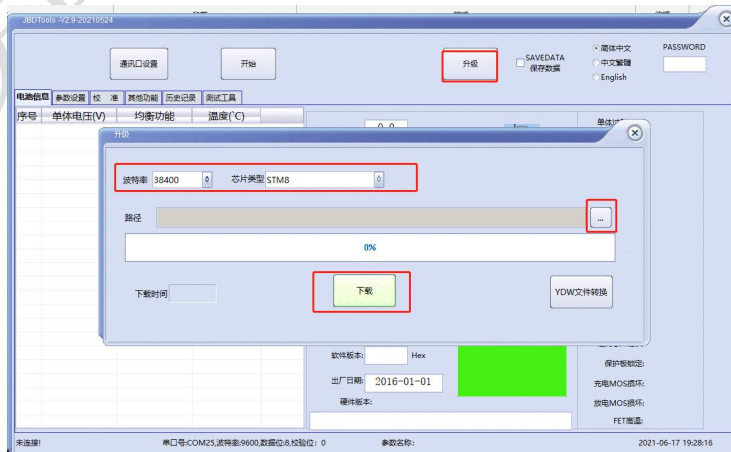 JBDTools -V2.9-20210524
通讯口设置
开始
升级
SAVEDATA
保存数据
简体中文
中文繁體
English
PASSWORD
电池信息 参数设置 校 准 其他功能 历史记录 测试工具
序号 单体电压(V) 均衡功能 温度(℃)
升级
波特率 38400 芯片类型 STM8
路径
...
0%
下载时间
下载
YDW文件转换
软件版本: Hex
保护板锁定:
出厂日期: 2016-01-01
充电MOS损坏:
硬件版本:
放电MOS损坏:
FET高温:
未连接!
串口号:COM25,波特率:9600,数据位:8,校验位: 0
参数名称:
2021-06-17 19:28:16